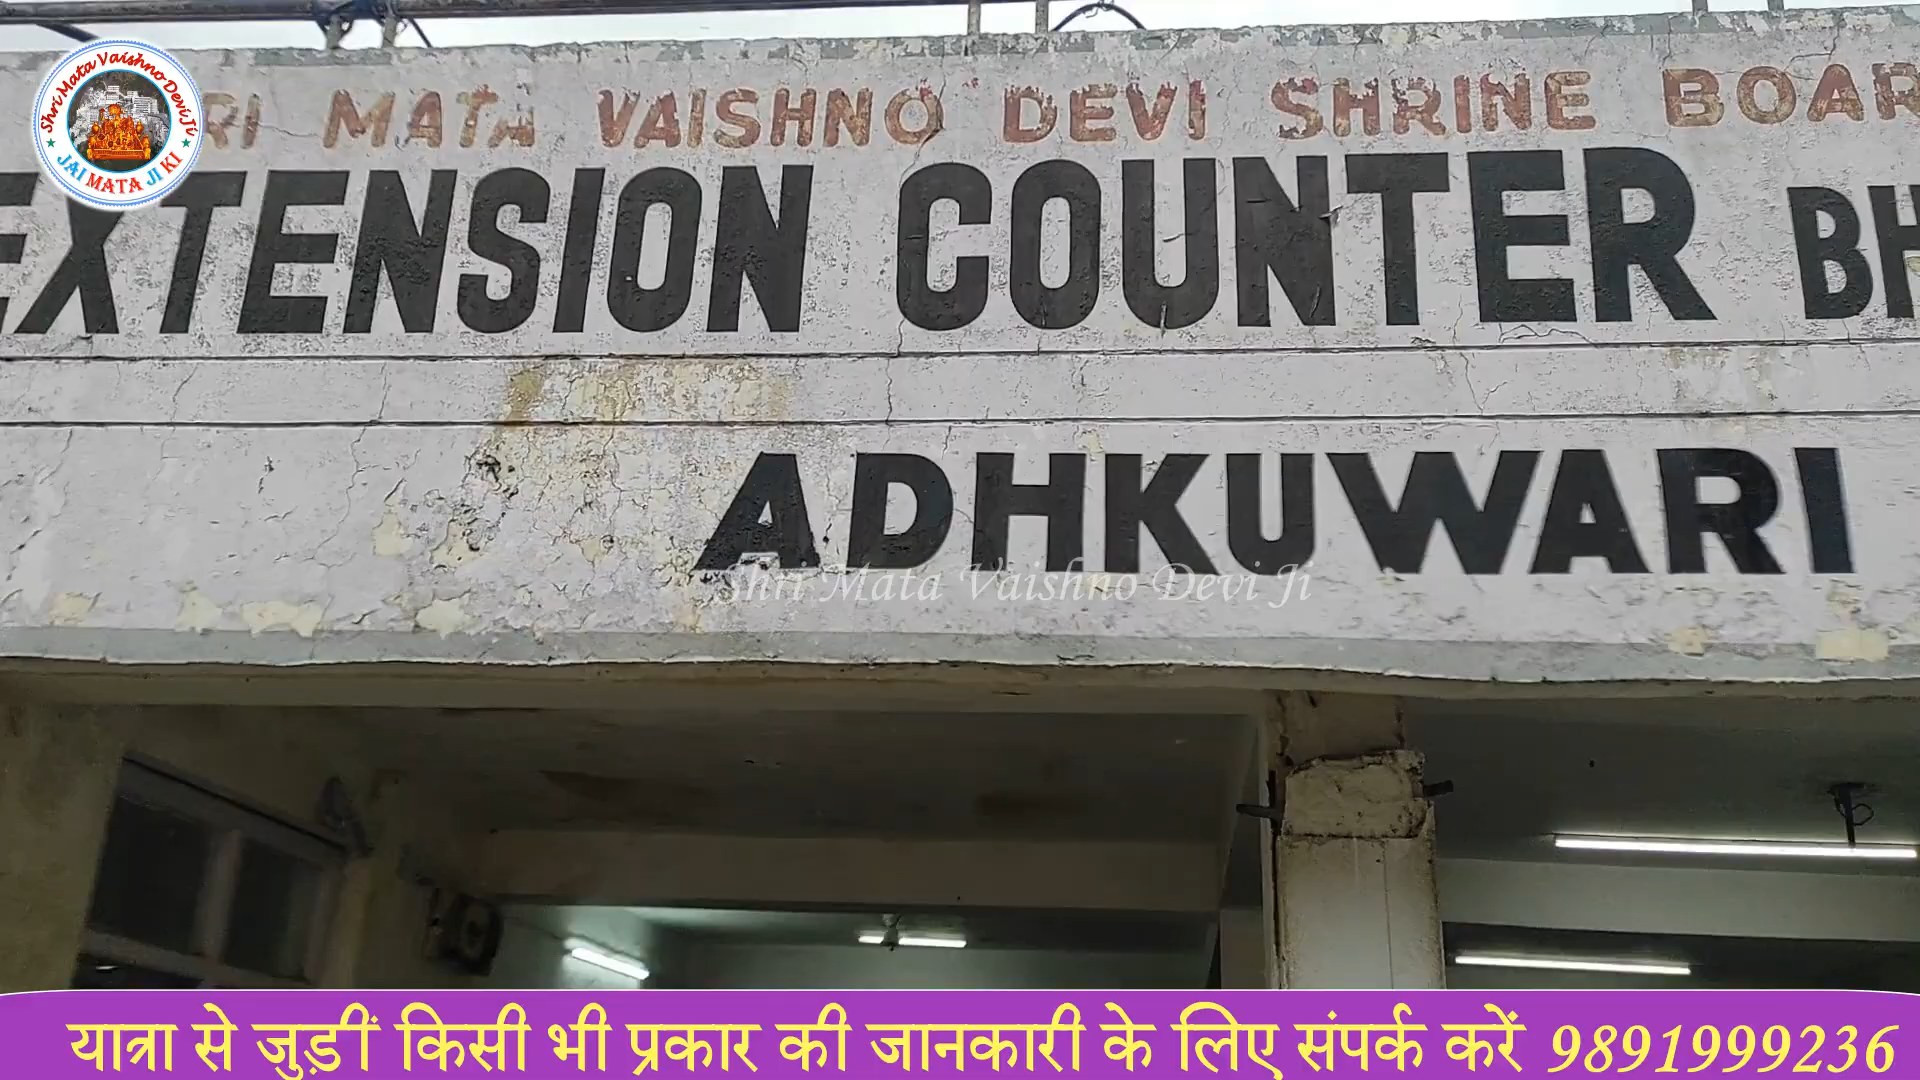 Shri Mata Vaishno Devi Ji
JAI MATA JI KI
RI MATA VAISHNO DEVI SHRINE BOAR
EXTENSION COUNTER BH
ADHKUWARI
Shri Mata Vaishno Devi Ji
यात्रा से जुड़ीं किसी भी प्रकार की जानकारी के लिए संपर्क करें 9891999236